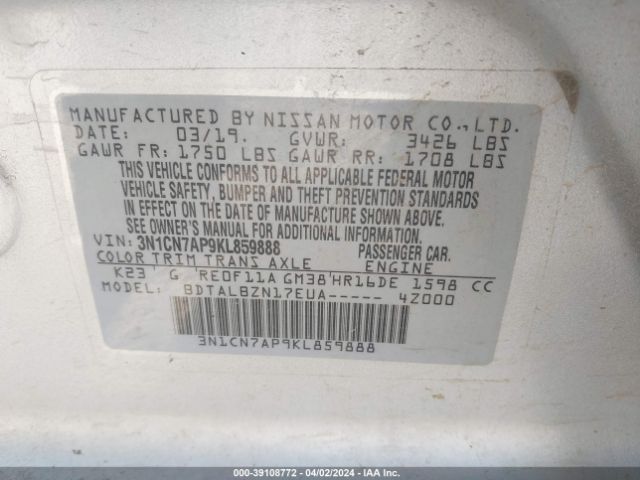 MANUFACTURED BY NISSAN MOTOR CO.,LTD.
DATE: 03/19. GVWR: 3426 LBS
GAWR FR: 1750 LBS GAWR RR: 1708 LBS
THIS VEHICLE CONFORMS TO ALL APPLICABLE FEDERAL MOTOR
VEHICLE SAFETY, BUMPER AND THEFT PREVENTION STANDARDS
IN EFFECT ON THE DATE OF MANUFACTURE SHOWN ABOVE.
SEE OWNER'S MANUAL FOR ADDITIONAL INFORMATION.
VIN: 3N1CN7AP9KL859888 PASSENGER CAR.
COLOR TRIM TRANS AXLE ENGINE
K23 G RE0F11A GM38 HR16DE 1598 CC
MODEL: BDTALBZN17EUA----- 4Z000
3N1CN7AP9KL859888
000-39108772 - 04/02/2024 - IAA Inc.